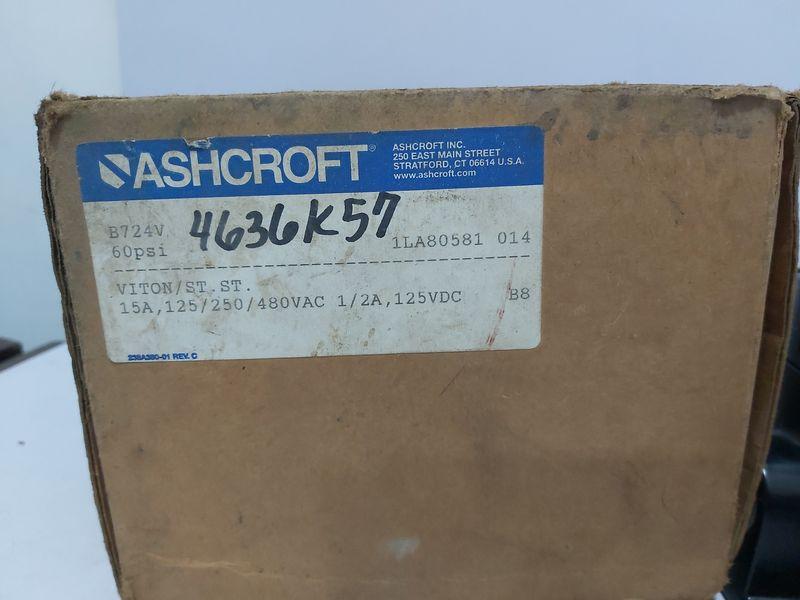 ASHCROFT®
ASHCROFT INC.
250 EAST MAIN STREET
STRATFORD, CT 06614 U.S.A.
www.ashcroft.com
B724V
4636K57
60psi
1LA80581 014
VITON/ST.ST.
15A,125/250/480VAC 1/2A,125VDC B8
238A380-01 REV. C